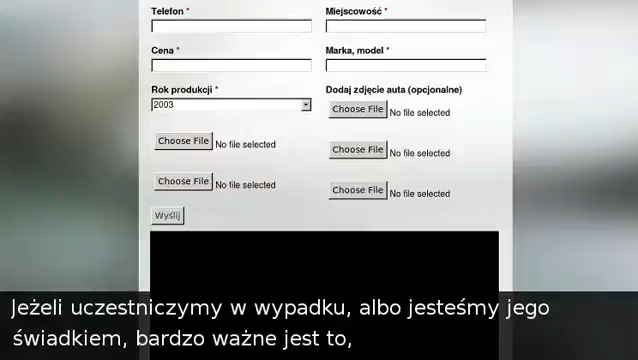 Telefon * Miejscowość *
Cena * Marka, model *
Rok produkcji * Dodaj zdjęcie auta (opcjonalne)
2003 Choose File No file selected
Choose File No file selected
Choose File No file selected
Choose File No file selected
Choose File No file selected
Wyślij
Jeżeli uczestniczymy w wypadku, albo jesteśmy jego
świadkiem, bardzo ważne jest to,